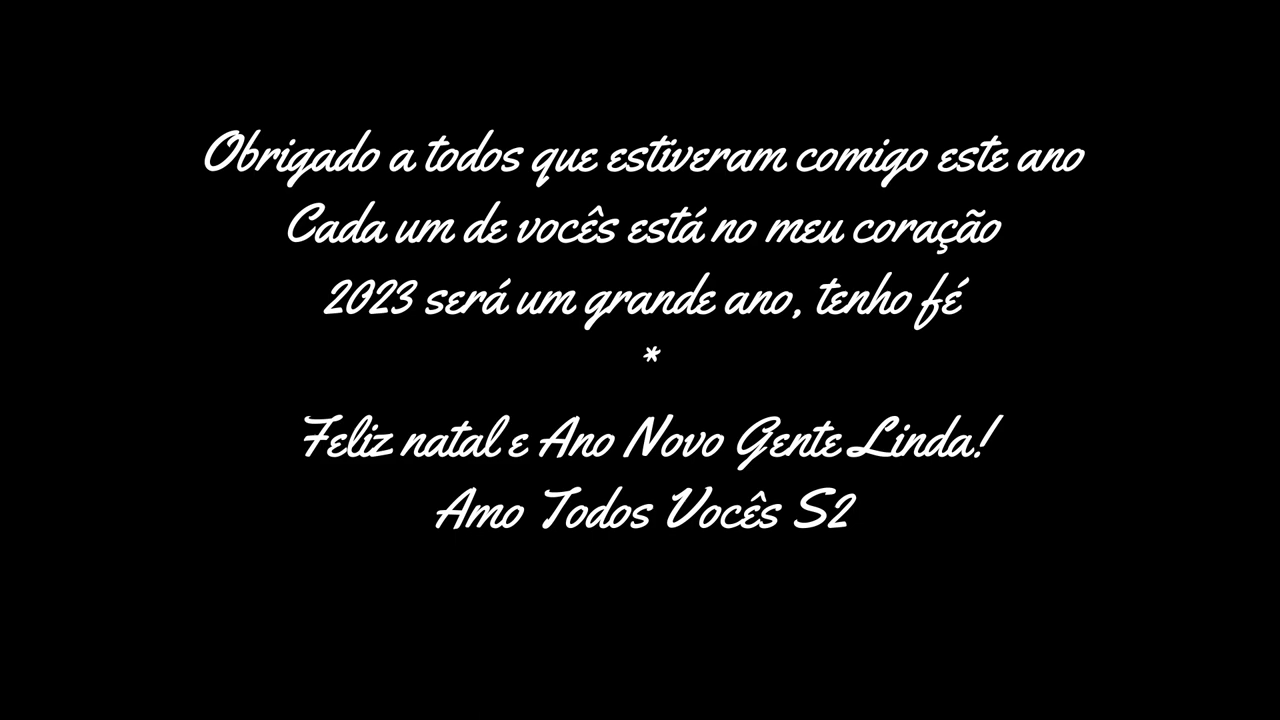 Obrigado a todos que estiveram comigo este ano
Cada um de vocês está no meu coração
2023 será um grande ano, tenho fé
*
Feliz natal e Ano Novo Gente Linda!
Amo Todos Vocês S2